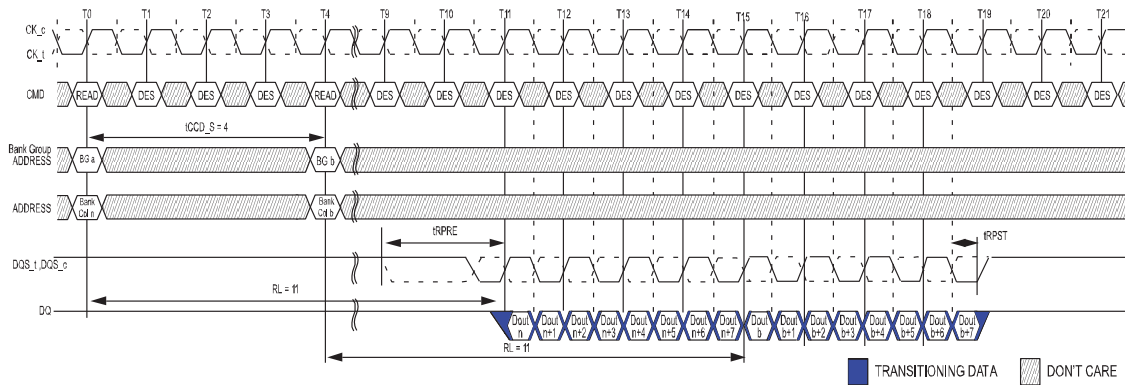 T0 T1 T2 T3 T4 T9 T10 T11 T12 T13 T14 T15 T16 T17 T18 T19 T20 T21
CK_c
CK_t
CMD READ DES DES DES READ DES DES DES DES DES DES DES DES DES DES DES DES DES
tCCD_S = 4
Bank Group
ADDRESS BG a BG b
ADDRESS Bank Col n Bank Col b
tRPRE tRPST
DQS_t,DQS_c
RL = 11
DQ Dout n Dout n+1 Dout n+2 Dout n+3 Dout n+4 Dout n+5 Dout n+6 Dout n+7 Dout b Dout b+1 Dout b+2 Dout b+3 Dout b+4 Dout b+5 Dout b+6 Dout b+7
RL = 11
TRANSITIONING DATA DON'T CARE